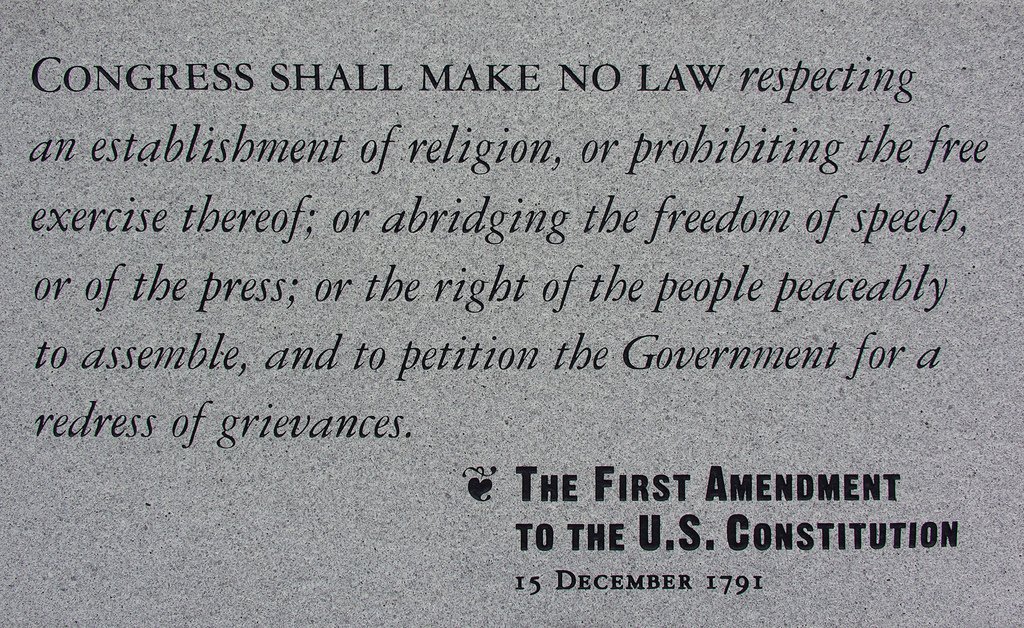 CONGRESS SHALL MAKE NO LAW respecting
an establishment of religion, or prohibiting the free
exercise thereof; or abridging the freedom of speech,
or of the press; or the right of the people peaceably
to assemble, and to petition the Government for a
redress of grievances.
❦ THE FIRST AMENDMENT
TO THE U.S. CONSTITUTION
15 DECEMBER 1791